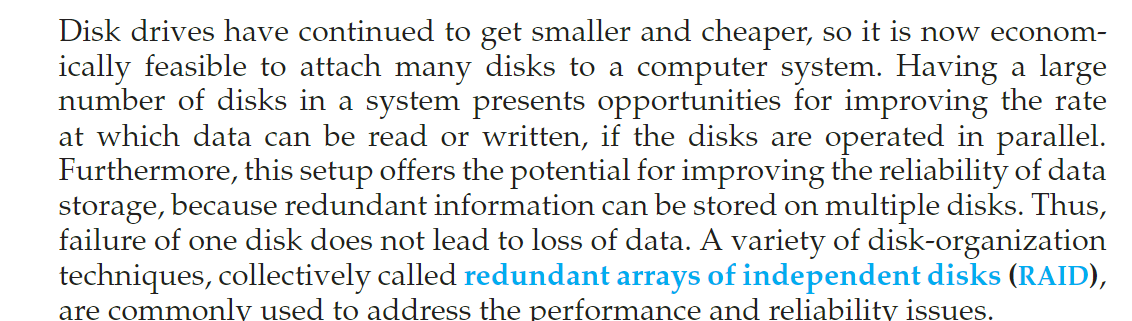 Disk drives have continued to get smaller and cheaper, so it is now econom-
ically feasible to attach many disks to a computer system. Having a large
number of disks in a system presents opportunities for improving the rate
at which data can be read or written, if the disks are operated in parallel.
Furthermore, this setup offers the potential for improving the reliability of data
storage, because redundant information can be stored on multiple disks. Thus,
failure of one disk does not lead to loss of data. A variety of disk-organization
techniques, collectively called redundant arrays of independent disks (RAID),
are commonly used to address the performance and reliability issues.